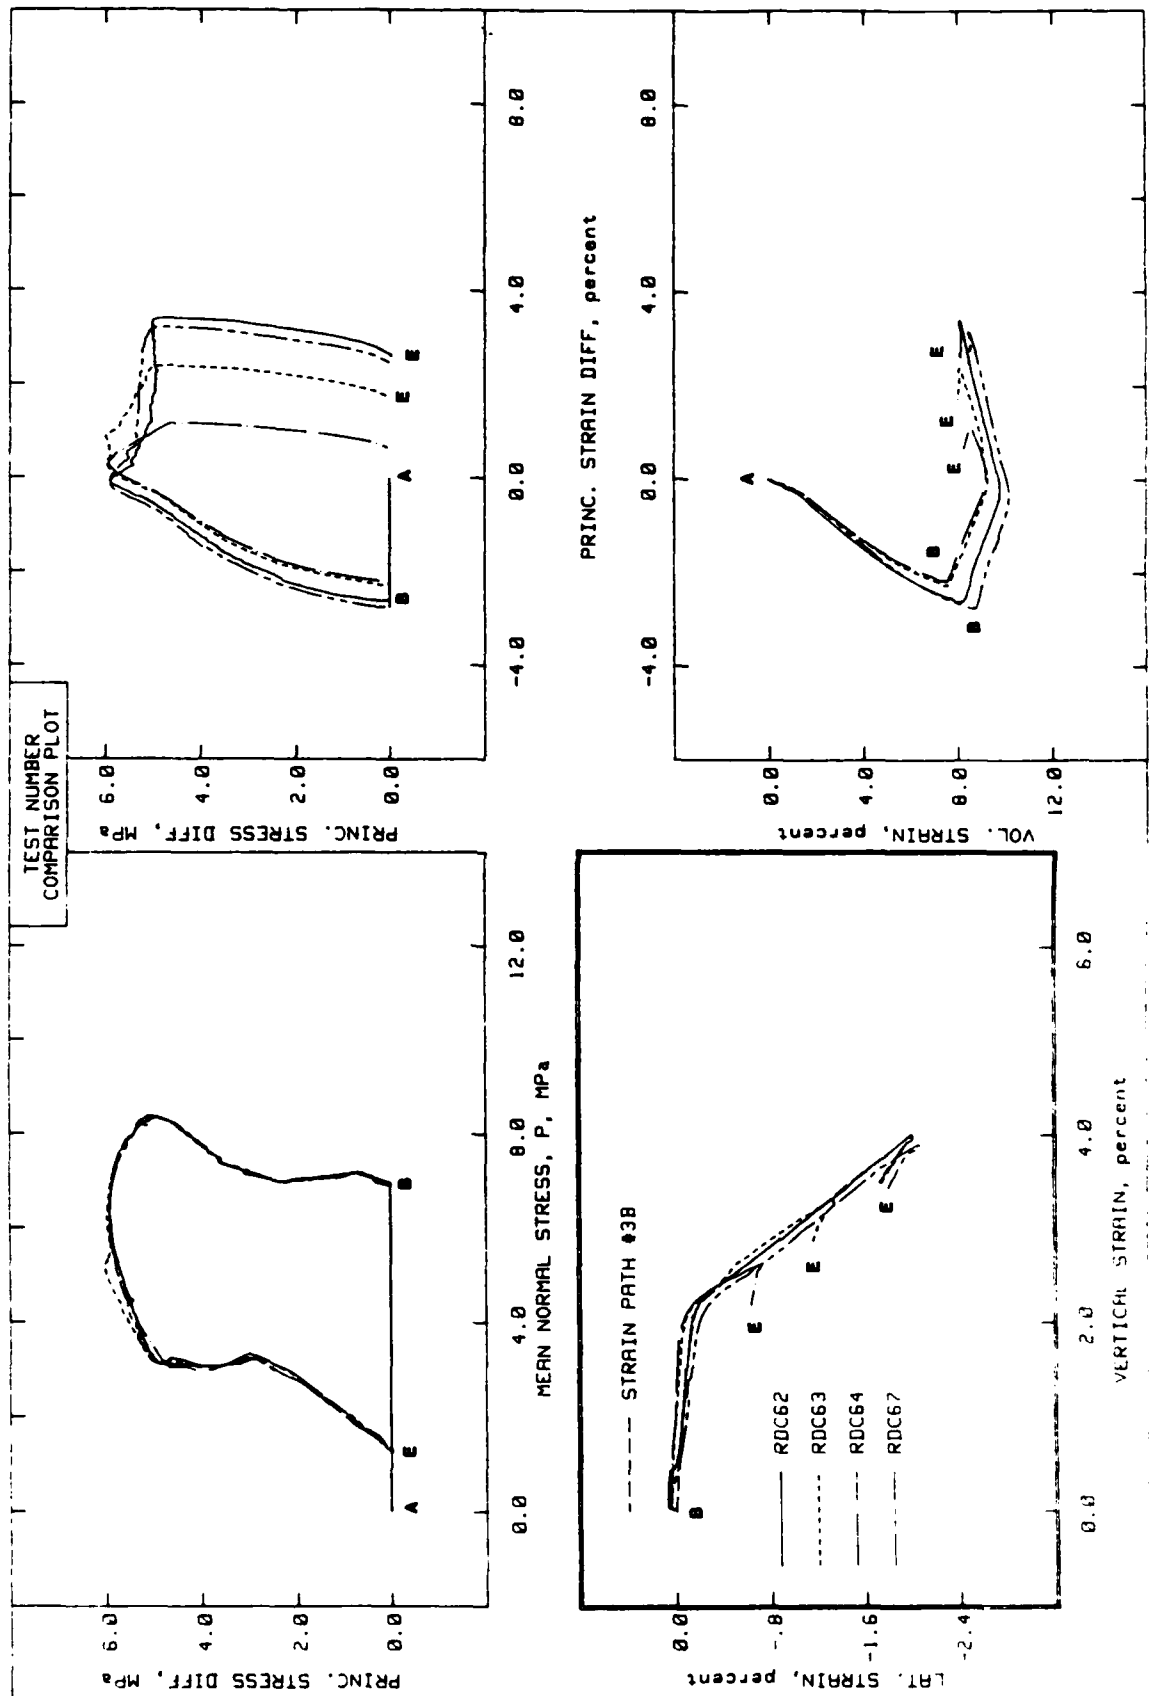 TEST NUMBER
COMPARISON PLOT
PRINC. STRESS DIFF, MPa
6.0
4.0
2.0
0.0
A
E
B
0.0
4.0
8.0
12.0
MEAN NORMAL STRESS, P, MPa
PRINC. STRESS DIFF, MPa
6.0
4.0
2.0
0.0
B
A
E
E
-4.0
0.0
4.0
8.0
PRINC. STRAIN DIFF, percent
LAT. STRAIN, percent
0.0
-.8
-1.6
-2.4
STRAIN PATH #3B
B
E
E
E
RDC62
RDC63
RDC64
RDC67
0.0
2.0
4.0
6.0
VERTICAL STRAIN, percent
VOL. STRAIN, percent
0.0
4.0
8.0
12.0
-4.0
0.0
4.0
8.0
A
B
B
E
E
E